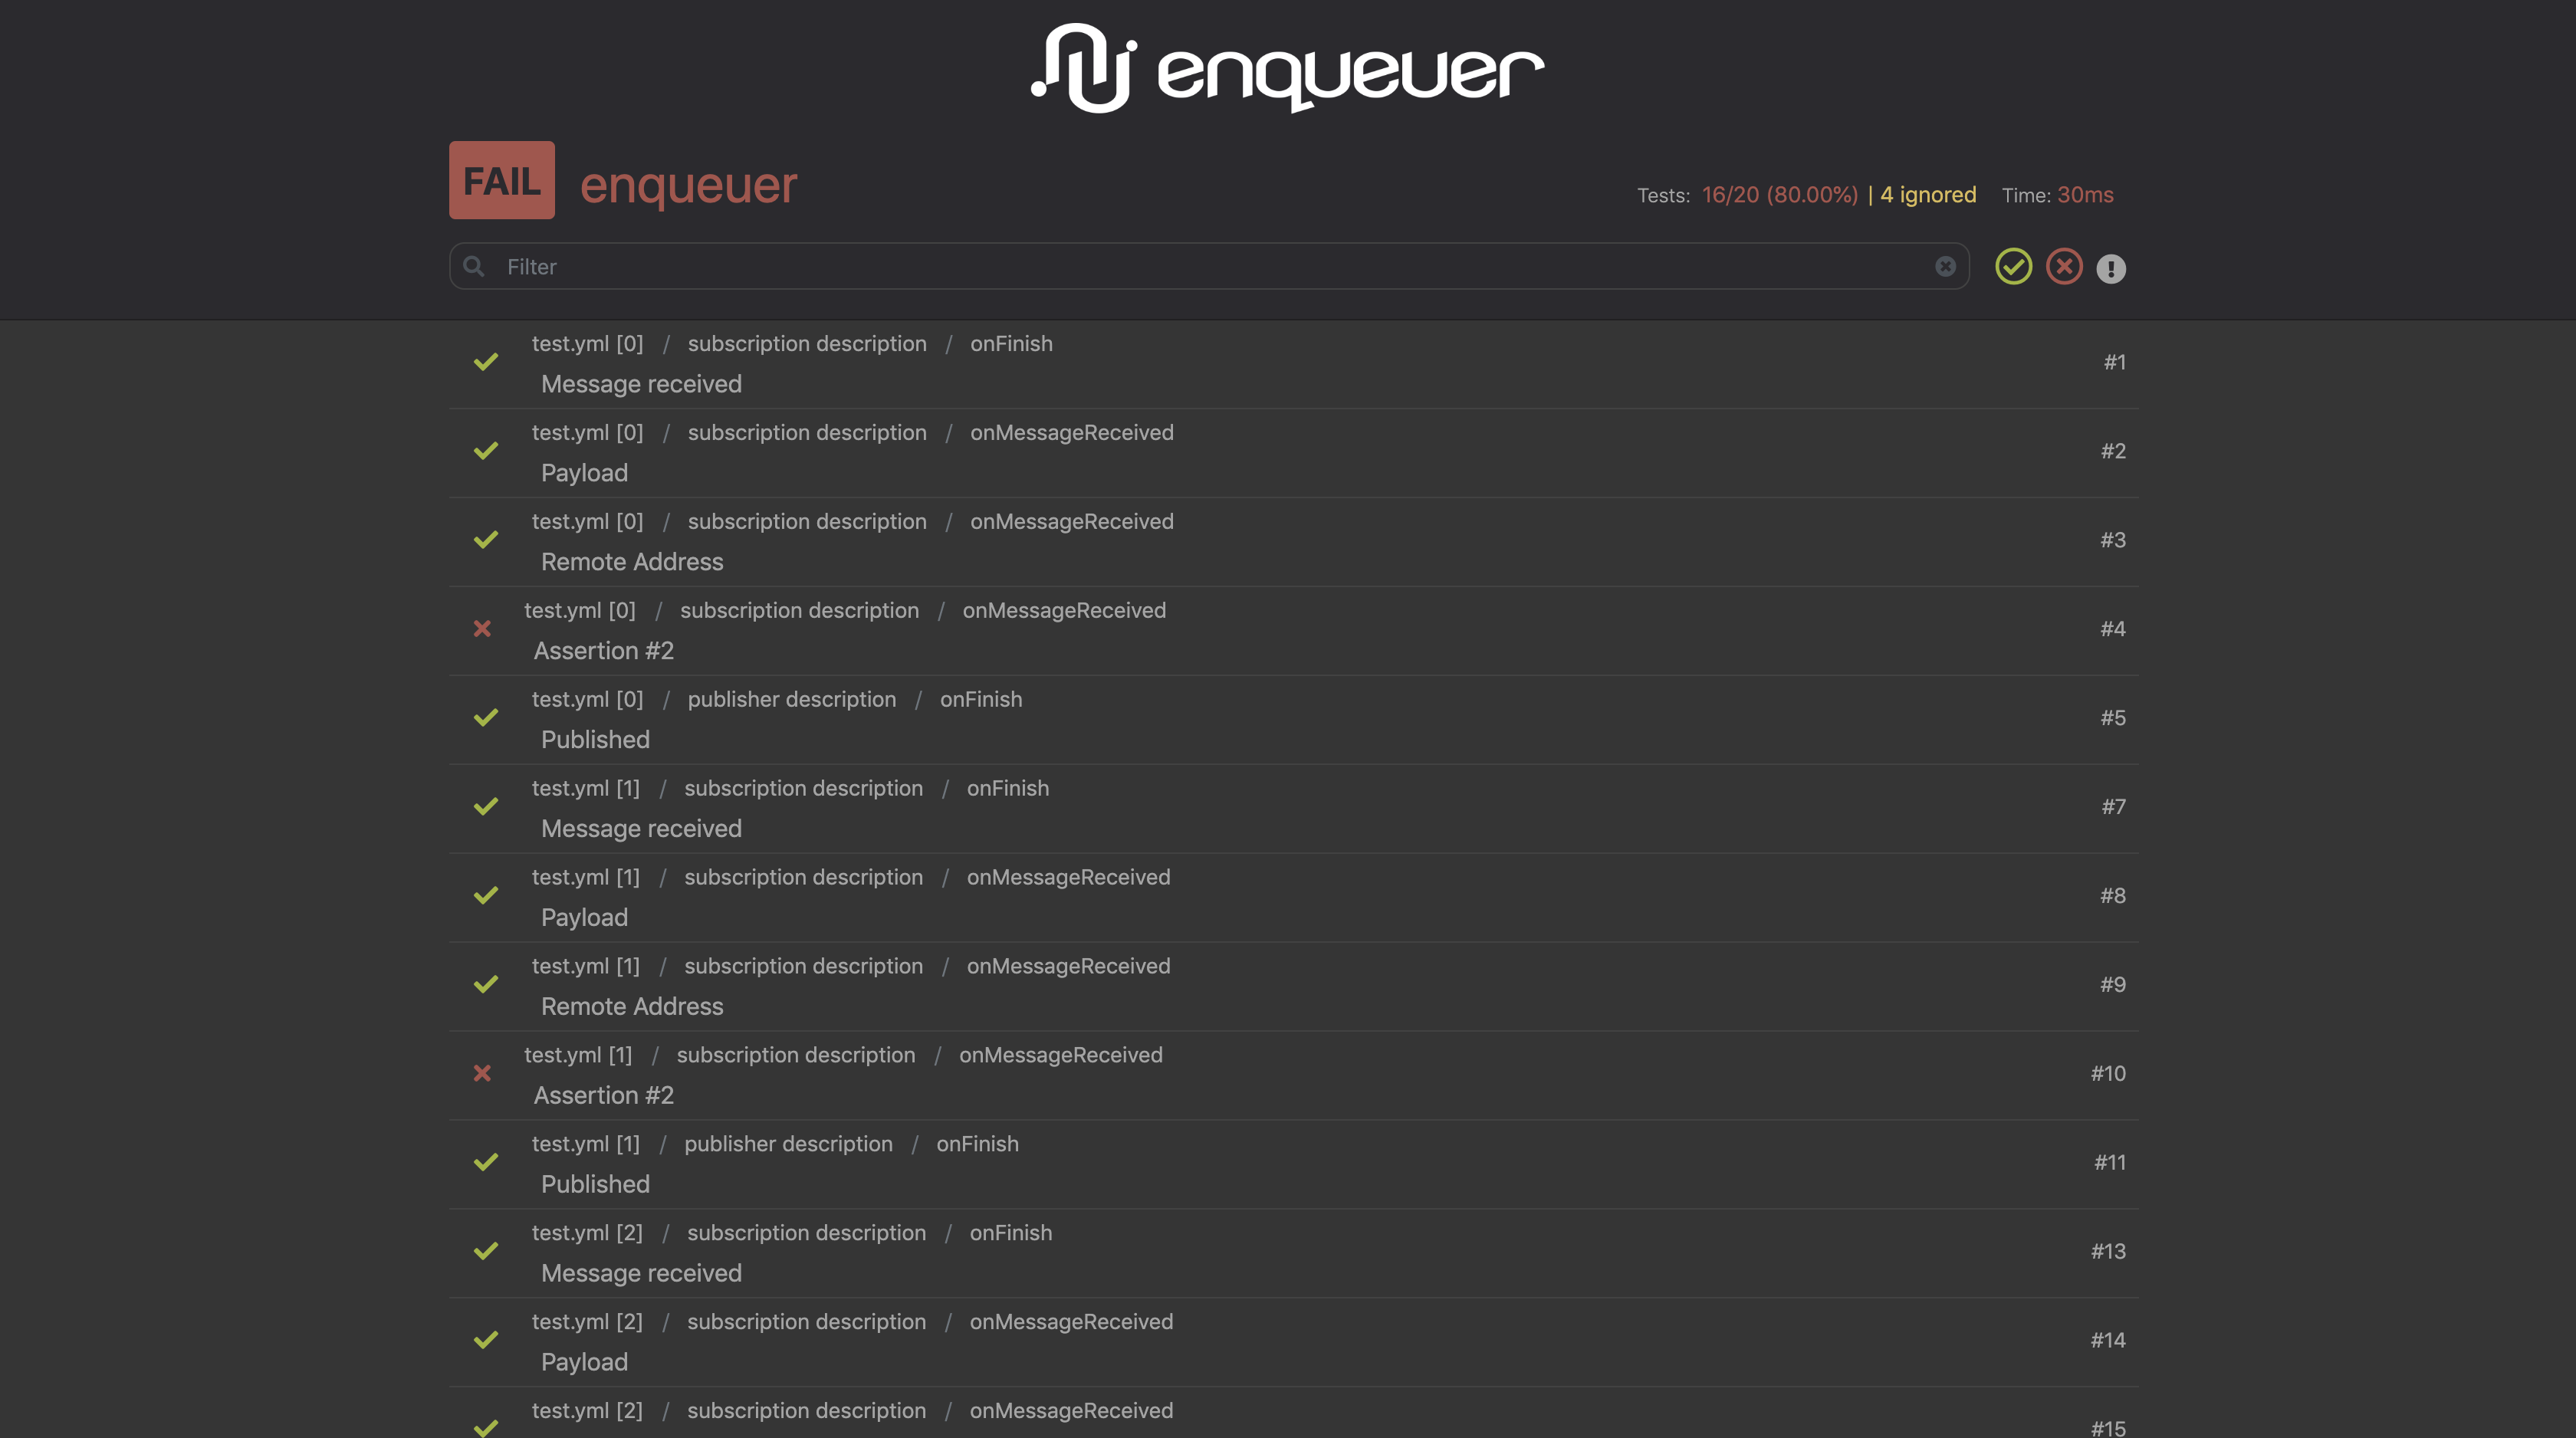 enqueuer
FAIL enqueuer Tests: 16/20 (80.00%) | 4 ignored Time: 30ms
Filter
test.yml [0] / subscription description / onFinish
Message received
#1
test.yml [0] / subscription description / onMessageReceived
Payload
#2
test.yml [0] / subscription description / onMessageReceived
Remote Address
#3
test.yml [0] / subscription description / onMessageReceived
Assertion #2
#4
test.yml [0] / publisher description / onFinish
Published
#5
test.yml [1] / subscription description / onFinish
Message received
#7
test.yml [1] / subscription description / onMessageReceived
Payload
#8
test.yml [1] / subscription description / onMessageReceived
Remote Address
#9
test.yml [1] / subscription description / onMessageReceived
Assertion #2
#10
test.yml [1] / publisher description / onFinish
Published
#11
test.yml [2] / subscription description / onFinish
Message received
#13
test.yml [2] / subscription description / onMessageReceived
Payload
#14
test.yml [2] / subscription description / onMessageReceived
#15